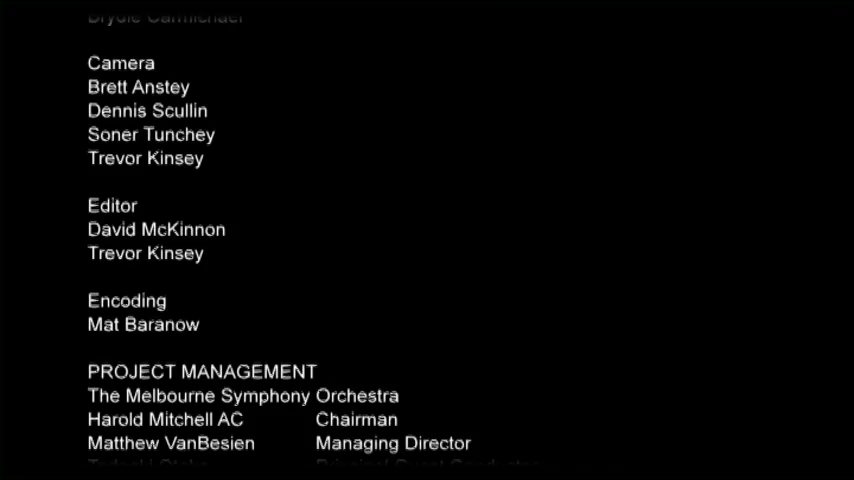 Camera
Brett Anstey
Dennis Scullin
Soner Tunchey
Trevor Kinsey
Editor
David McKinnon
Trevor Kinsey
Encoding
Mat Baranow
PROJECT MANAGEMENT
The Melbourne Symphony Orchestra
Harold Mitchell AC Chairman
Matthew VanBesien Managing Director